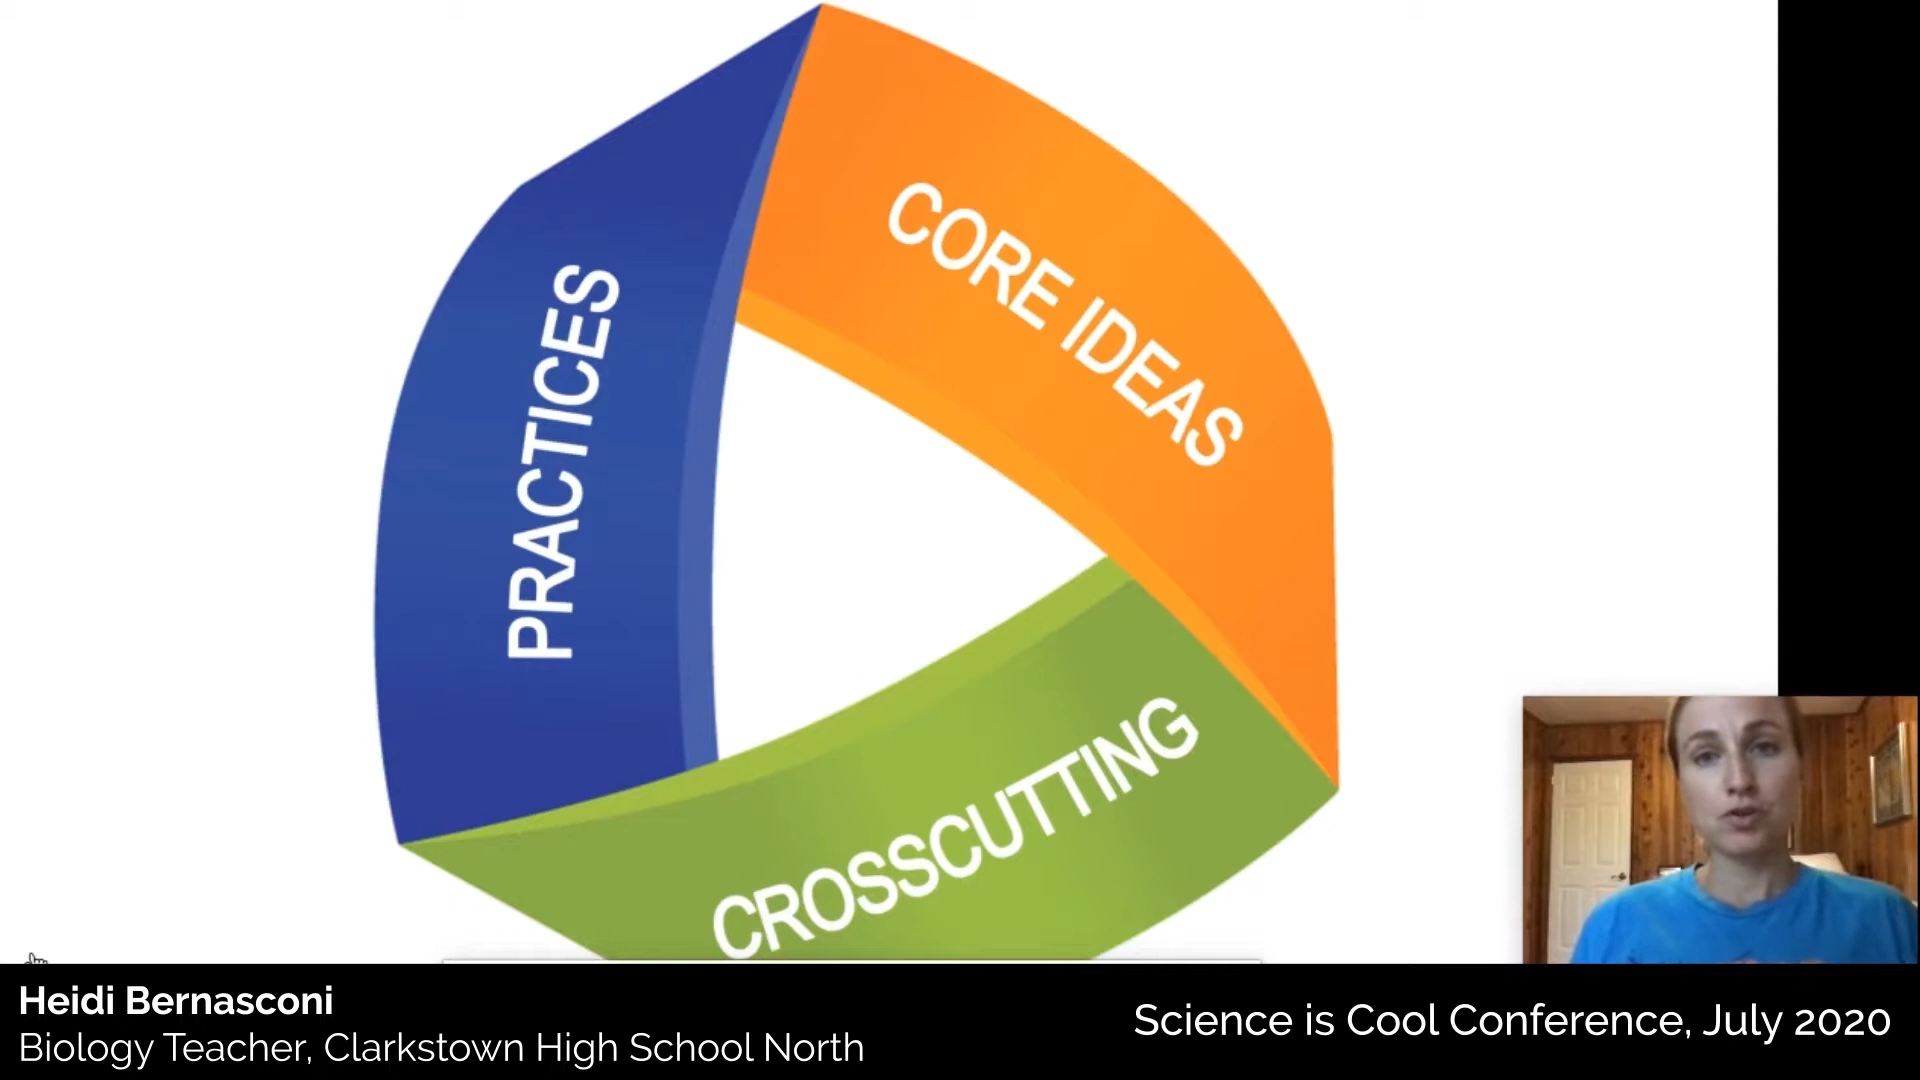 PRACTICES
CORE IDEAS
CROSSCUTTING
Heidi Bernasconi
Biology Teacher, Clarkstown High School North
Science is Cool Conference, July 2020